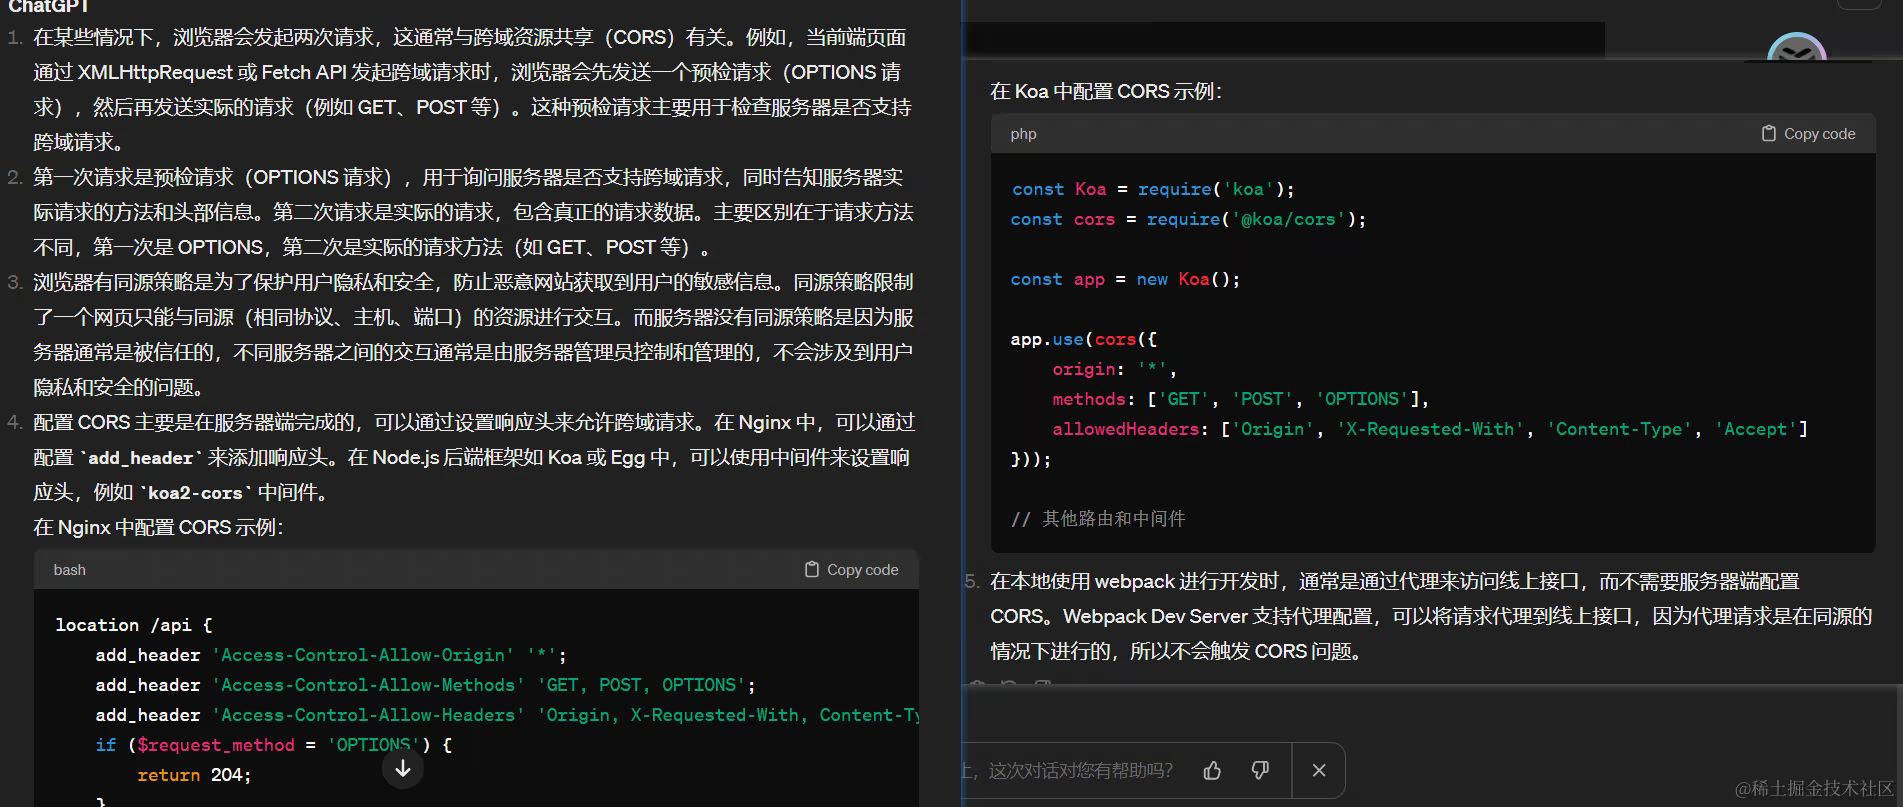 ChatGPT
1. 在某些情况下，浏览器会发起两次请求，这通常与跨域资源共享（CORS）有关。例如，当前端页面
通过 XMLHttpRequest 或 Fetch API 发起跨域请求时，浏览器会先发送一个预检请求（OPTIONS 请
求），然后再发送实际的请求（例如 GET、POST 等）。这种预检请求主要用于检查服务器是否支持
跨域请求。
2. 第一次请求是预检请求（OPTIONS 请求），用于询问服务器是否支持跨域请求，同时告知服务器实
际请求的方法和头部信息。第二次请求是实际的请求，包含真正的请求数据。主要区别在于请求方法
不同，第一次是 OPTIONS，第二次是实际的请求方法（如 GET、POST 等）。
3. 浏览器有同源策略是为了保护用户隐私和安全，防止恶意网站获取到用户的敏感信息。同源策略限制
了一个网页只能与同源（相同协议、主机、端口）的资源进行交互。而服务器没有同源策略是因为服
务器通常是被信任的，不同服务器之间的交互通常是由服务器管理员控制和管理的，不会涉及到用户
隐私和安全的问题。
4. 配置 CORS 主要是在服务器端完成的，可以通过设置响应头来允许跨域请求。在 Nginx 中，可以通过
配置 `add_header` 来添加响应头。在 Node.js 后端框架如 Koa 或 Egg 中，可以使用中间件来设置响
应头，例如 `koa2-cors` 中间件。
在 Nginx 中配置 CORS 示例：
bash Copy code
location /api {
    add_header 'Access-Control-Allow-Origin' '*';
    add_header 'Access-Control-Allow-Methods' 'GET, POST, OPTIONS';
    add_header 'Access-Control-Allow-Headers' 'Origin, X-Requested-With, Content-Ty
    if ($request_method = 'OPTIONS') {
        return 204;
    }
在 Koa 中配置 CORS 示例：
php Copy code
const Koa = require('koa');
const cors = require('@koa/cors');
const app = new Koa();
app.use(cors({
    origin: '*',
    methods: ['GET', 'POST', 'OPTIONS'],
    allowedHeaders: ['Origin', 'X-Requested-With', 'Content-Type', 'Accept']
}));
// 其他路由和中间件
5. 在本地使用 webpack 进行开发时，通常是通过代理来访问线上接口，而不需要服务器端配置
CORS。Webpack Dev Server 支持代理配置，可以将请求代理到线上接口，因为代理请求是在同源的
情况下进行的，所以不会触发 CORS 问题。
上，这次对话对您有帮助吗？
@稀土掘金技术社区